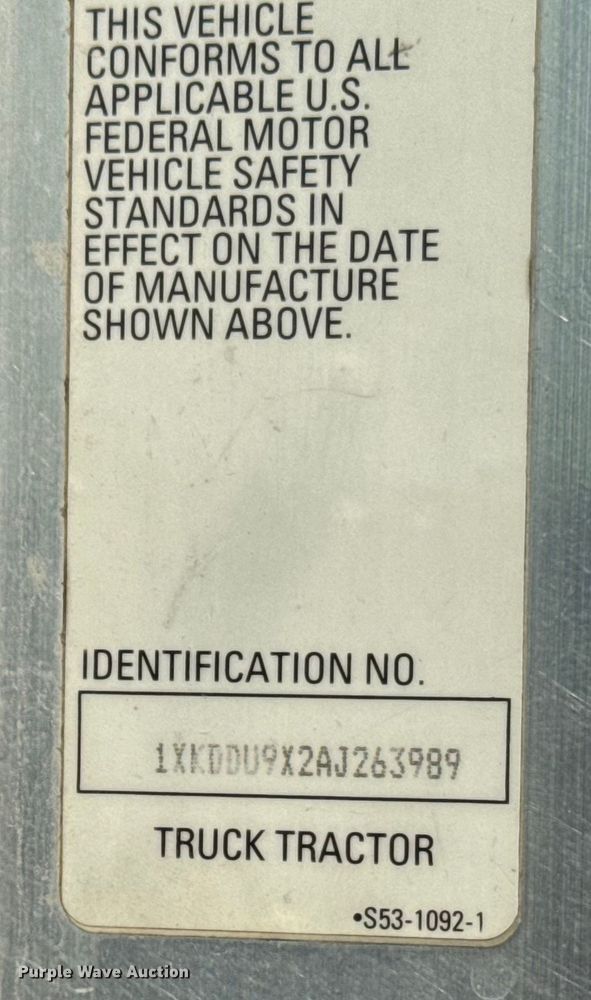 THIS VEHICLE
CONFORMS TO ALL
APPLICABLE U.S.
FEDERAL MOTOR
VEHICLE SAFETY
STANDARDS IN
EFFECT ON THE DATE
OF MANUFACTURE
SHOWN ABOVE.
IDENTIFICATION NO.
1XKDDU9X2AJ263989
TRUCK TRACTOR
•S53-1092-1
Purple Wave Auction